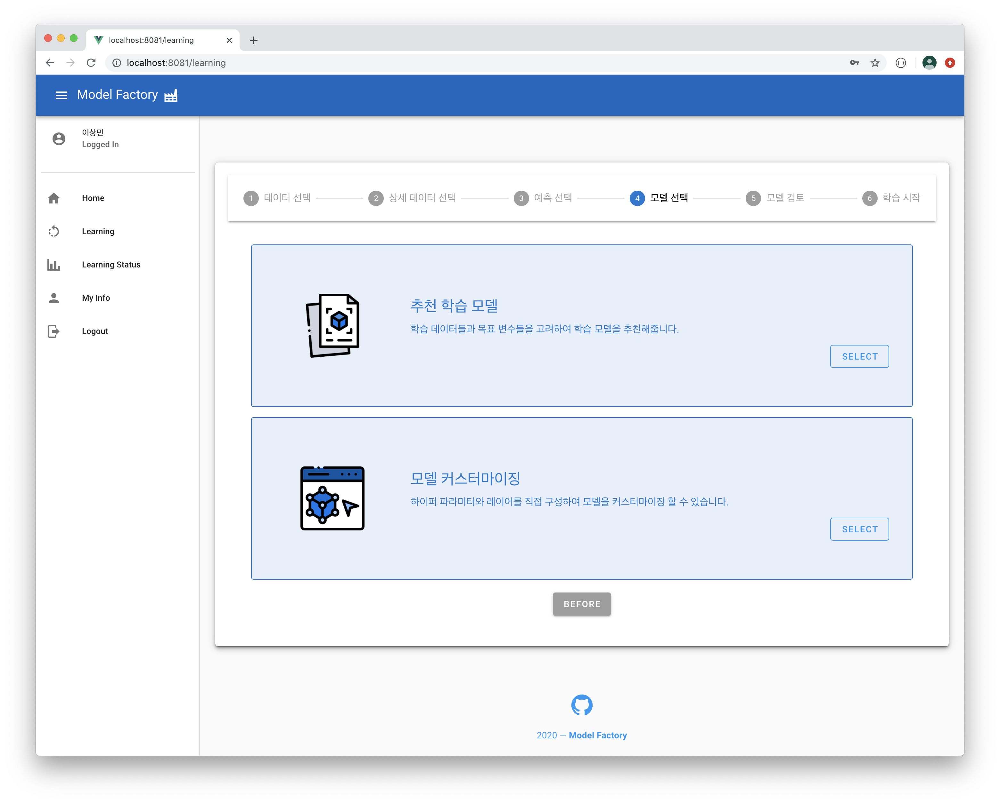 localhost:8081/learning
localhost:8081/learning
Model Factory
이상민
Logged In
Home
Learning
Learning Status
My Info
Logout
1 데이터 선택 2 상세 데이터 선택 3 예측 선택 4 모델 선택 5 모델 검토 6 학습 시작
추천 학습 모델
학습 데이터들과 목표 변수들을 고려하여 학습 모델을 추천해줍니다.
SELECT
모델 커스터마이징
하이퍼 파라미터와 레이어를 직접 구성하여 모델을 커스터마이징 할 수 있습니다.
SELECT
BEFORE
2020 — Model Factory